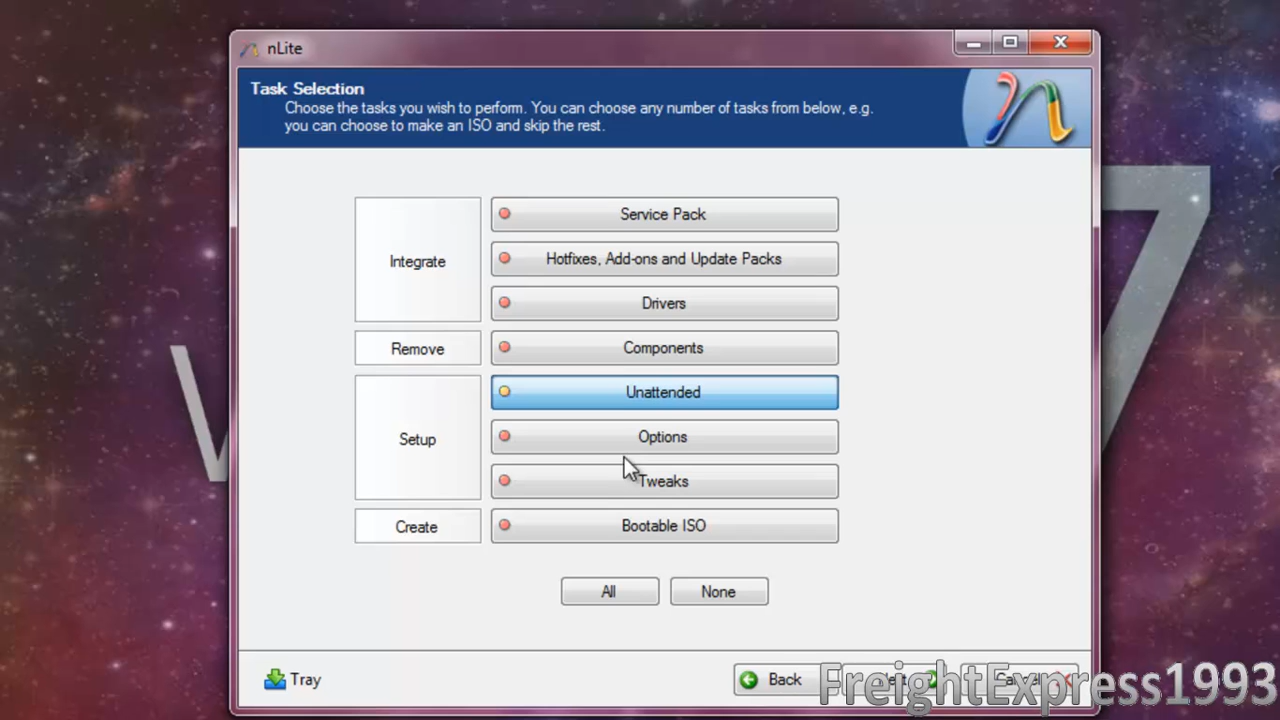 nLite
Task Selection
Choose the tasks you wish to perform. You can choose any number of tasks from below, e.g.
you can choose to make an ISO and skip the rest.
Integrate
Service Pack
Hotfixes, Add-ons and Update Packs
Drivers
Remove
Components
Setup
Unattended
Options
Tweaks
Create
Bootable ISO
All
None
Tray
Back
FreightExpress1993
7